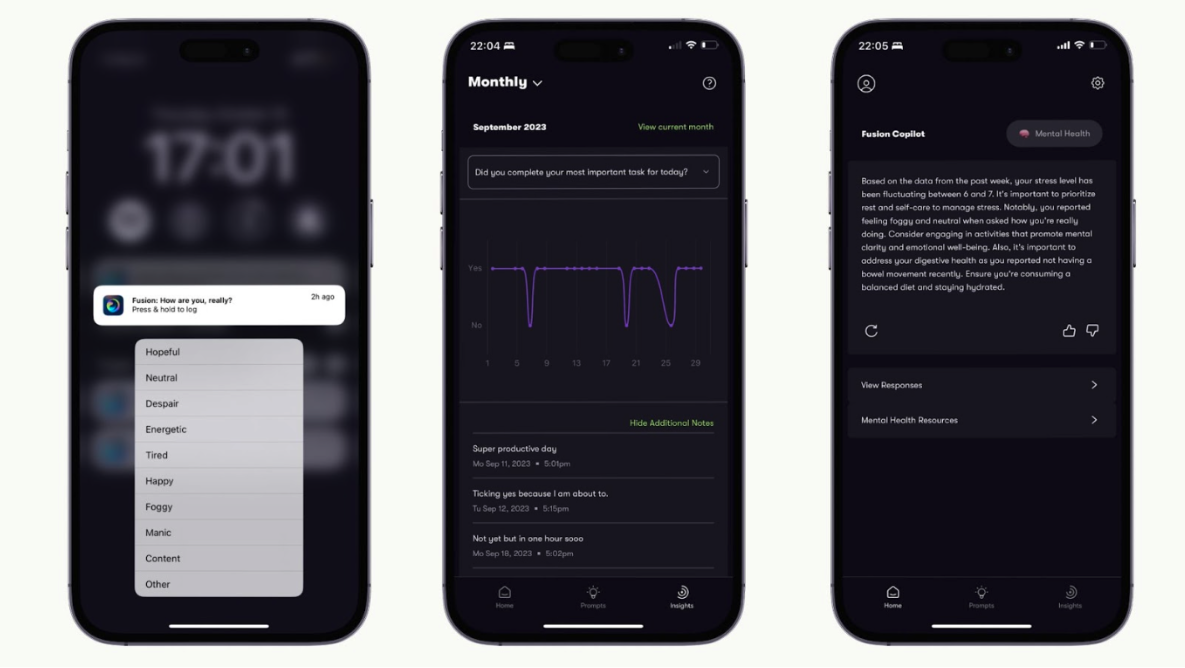 17:01
Fusion: How are you, really?
2h ago
Press & hold to log
Hopeful
Neutral
Despair
Energetic
Tired
Happy
Foggy
Manic
Content
Other
22:04
Monthly
September 2023
View current month
Did you complete your most important task for today?
Yes
No
1 5 9 13 17 21 25 29
Hide Additional Notes
Super productive day
Mo Sep 11, 2023 • 5:01pm
Ticking yes because I am about to.
Tu Sep 12, 2023 • 5:15pm
Not yet but in one hour sooo
Mo Sep 18, 2023 • 5:02pm
Home
Prompts
Insights
22:05
Fusion Copilot
Mental Health
Based on the data from the past week, your stress level has
been fluctuating between 6 and 7. It's important to prioritize
rest and self-care to manage stress. Notably, you reported
feeling foggy and neutral when asked how you're really
doing. Consider engaging in activities that promote mental
clarity and emotional well-being. Also, it's important to
address your digestive health as you reported not having a
bowel movement recently. Ensure you're consuming a
balanced diet and staying hydrated.
View Responses
Mental Health Resources
Home
Prompts
Insights